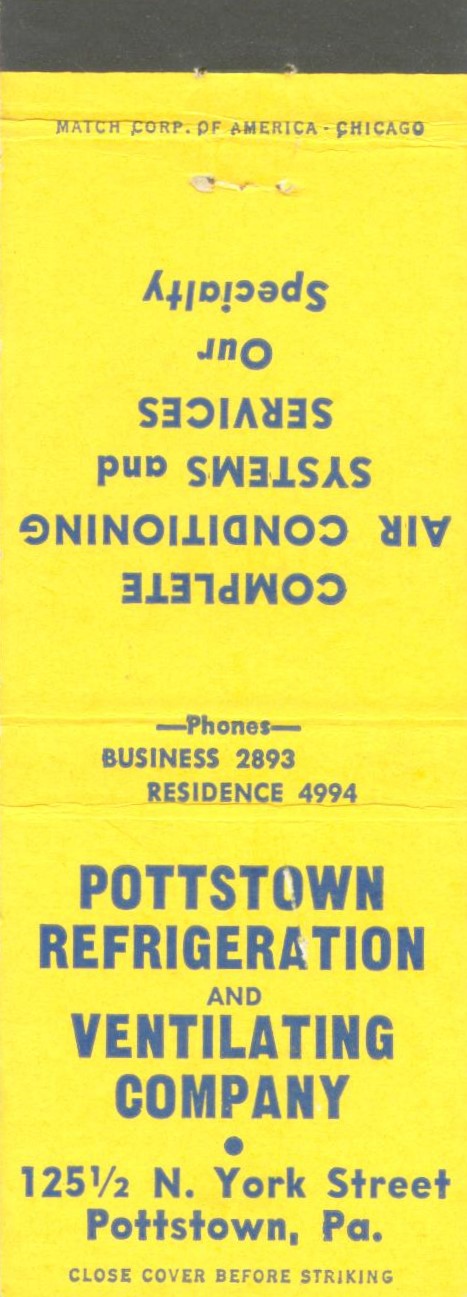 MATCH CORP. OF AMERICA - CHICAGO
COMPLETE
AIR CONDITIONING
SYSTEMS and
SERVICES
Our
Specialty
—Phones—
BUSINESS 2893
RESIDENCE 4994
POTTSTOWN
REFRIGERATION
AND
VENTILATING
COMPANY
•
125½ N. York Street
Pottstown, Pa.
CLOSE COVER BEFORE STRIKING